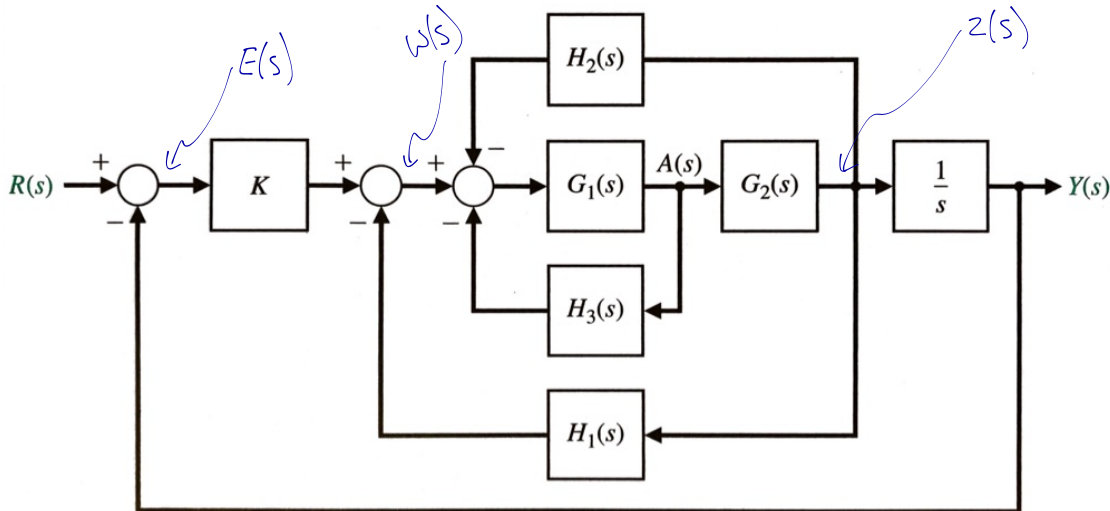 H₂(s)
E(s)
W(s)
Z(s)
R(s)
+
−
K
+
−
+
−
−
G₁(s)
A(s)
G₂(s)
1/s
Y(s)
H₃(s)
H₁(s)